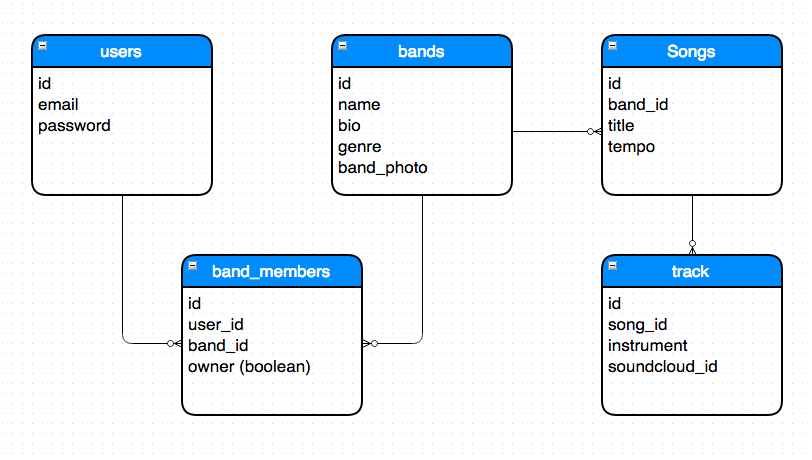 users
id
email
password
bands
id
name
bio
genre
band_photo
Songs
id
band_id
title
tempo
band_members
id
user_id
band_id
owner (boolean)
track
id
song_id
instrument
soundcloud_id